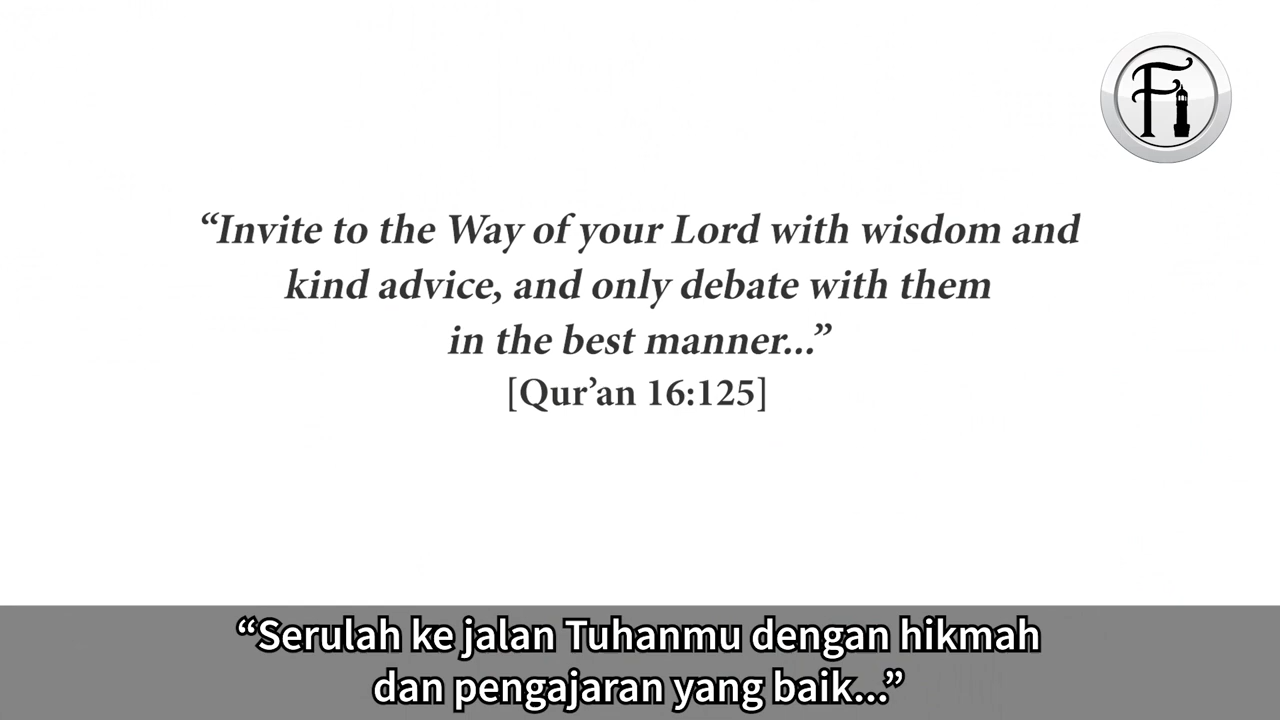 Fi
“Invite to the Way of your Lord with wisdom and
kind advice, and only debate with them
in the best manner...”
[Qur’an 16:125]
“Serulah ke jalan Tuhanmu dengan hikmah
dan pengajaran yang baik...”